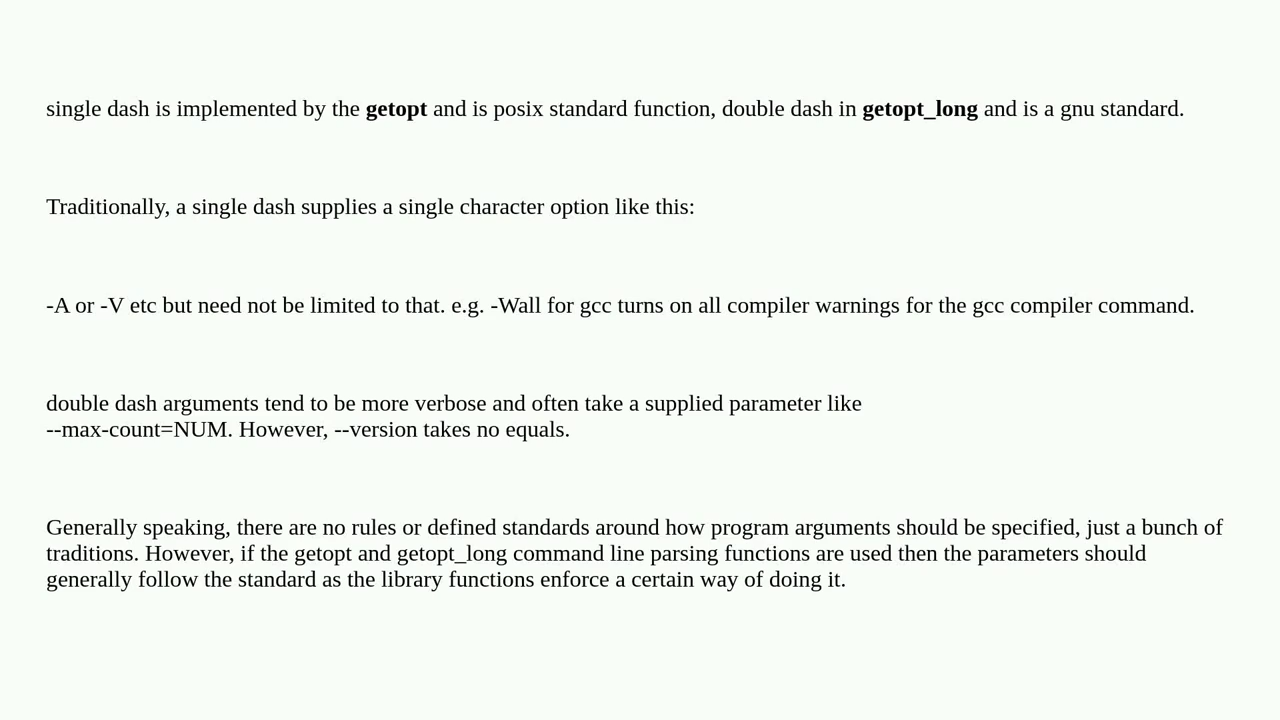 single dash is implemented by the getopt and is posix standard function, double dash in getopt_long and is a gnu standard.
Traditionally, a single dash supplies a single character option like this:
-A or -V etc but need not be limited to that. e.g. -Wall for gcc turns on all compiler warnings for the gcc compiler command.
double dash arguments tend to be more verbose and often take a supplied parameter like
--max-count=NUM. However, --version takes no equals.
Generally speaking, there are no rules or defined standards around how program arguments should be specified, just a bunch of
traditions. However, if the getopt and getopt_long command line parsing functions are used then the parameters should
generally follow the standard as the library functions enforce a certain way of doing it.